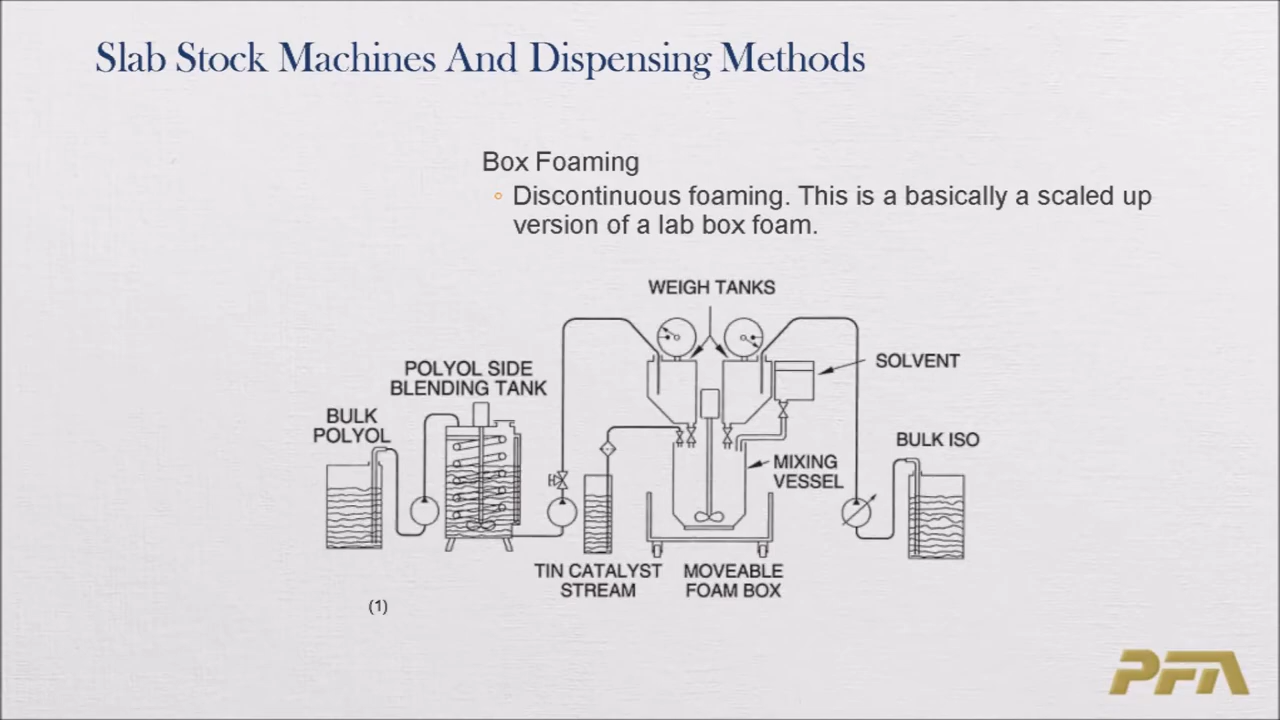 Slab Stock Machines And Dispensing Methods
Box Foaming
Discontinuous foaming. This is a basically a scaled up
version of a lab box foam.
WEIGH TANKS
SOLVENT
POLYOL SIDE
BLENDING TANK
BULK
POLYOL
BULK ISO
MIXING
VESSEL
TIN CATALYST
STREAM
MOVEABLE
FOAM BOX
(1)
PFA